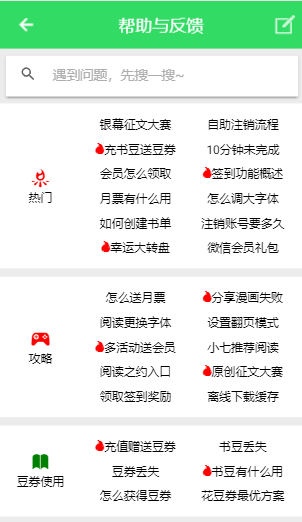 帮助与反馈
遇到问题，先搜一搜~
银幕征文大赛 自助注销流程
充书豆送豆券 10分钟未完成
会员怎么领取 签到功能概述
热门
月票有什么用 怎么调大字体
如何创建书单 注销账号要多久
幸运大转盘 微信会员礼包
怎么送月票 分享漫画失败
阅读更换字体 设置翻页模式
攻略
多活动送会员 小七推荐阅读
阅读之约入口 原创征文大赛
领取签到奖励 离线下载缓存
充值赠送豆券 书豆丢失
豆券使用
豆券丢失 书豆有什么用
怎么获得豆券 花豆券最优方案